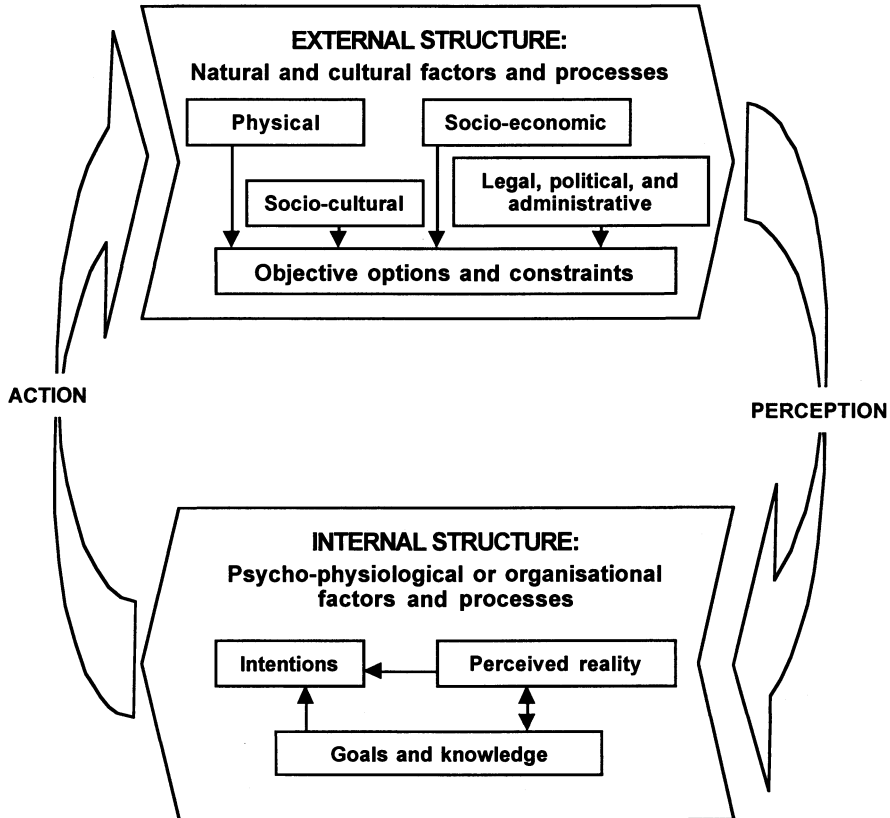 EXTERNAL STRUCTURE:
Natural and cultural factors and processes
Physical
Socio-economic
Socio-cultural
Legal, political, and
administrative
Objective options and constraints
ACTION
PERCEPTION
INTERNAL STRUCTURE:
Psycho-physiological or organisational
factors and processes
Intentions
Perceived reality
Goals and knowledge